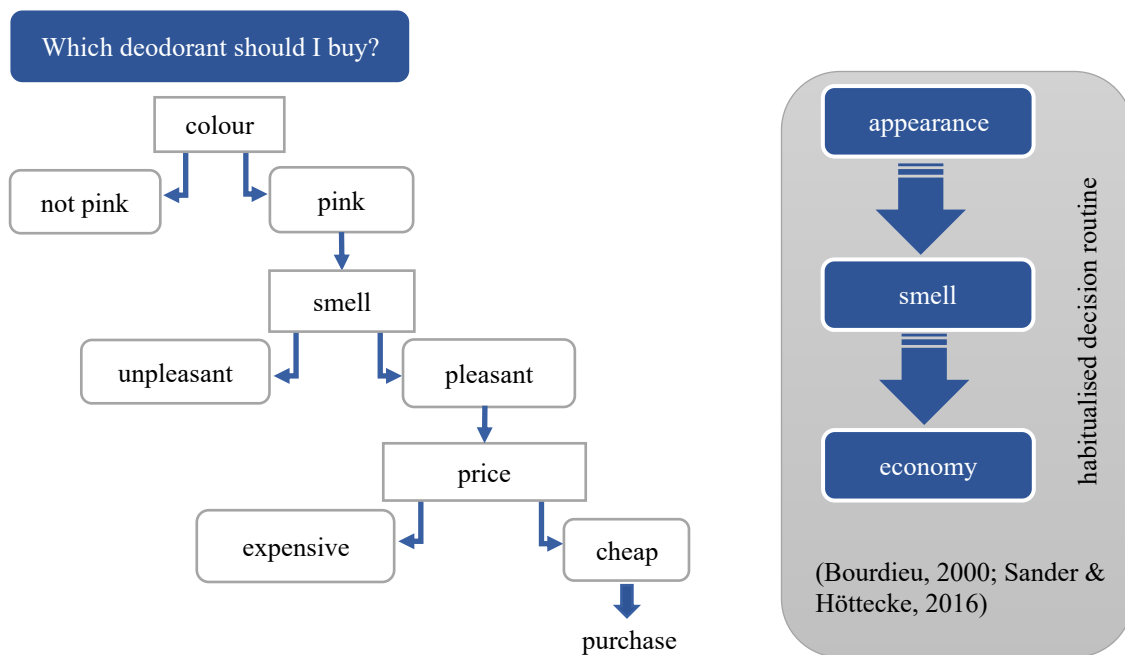 Which deodorant should I buy?
colour
not pink
pink
smell
unpleasant
pleasant
price
expensive
cheap
purchase
appearance
smell
economy
habitualised decision routine
(Bourdieu, 2000; Sander &
Höttecke, 2016)